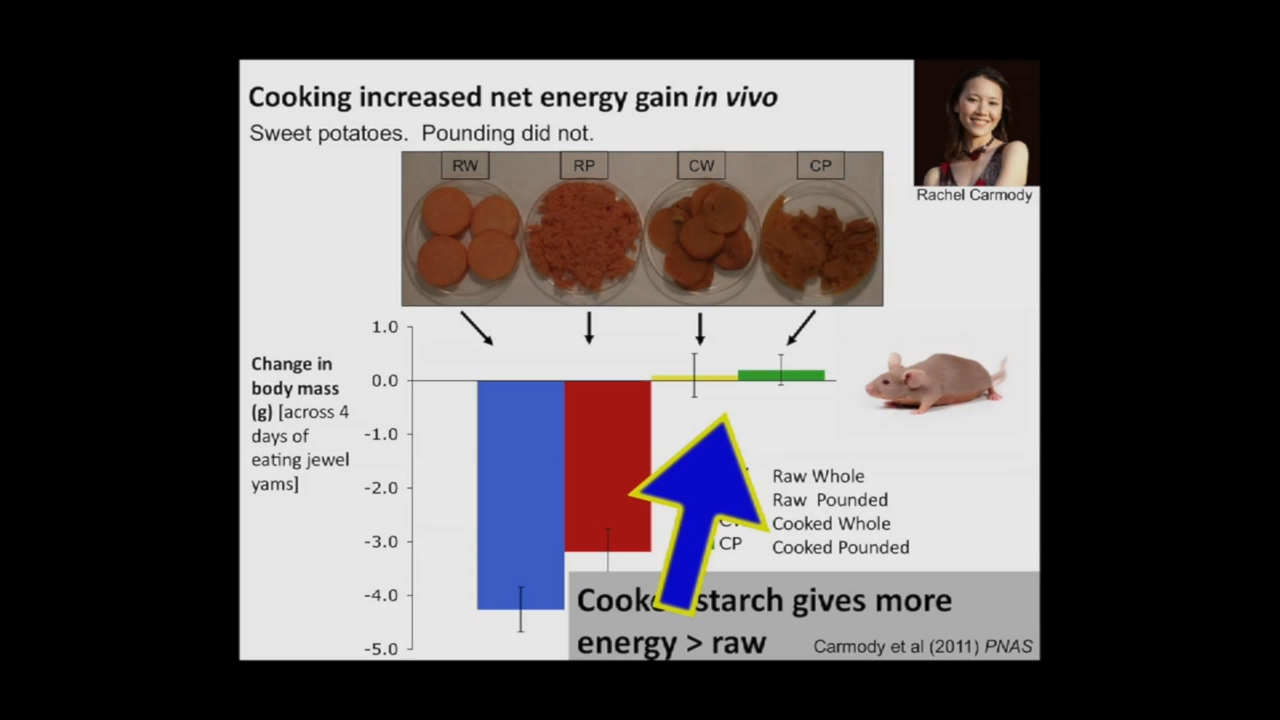 Cooking increased net energy gain in vivo
Sweet potatoes. Pounding did not.
RW
RP
CW
CP
Rachel Carmody
Change in
body mass
(g) [across 4
days of
eating jewel
yams]
1.0
0.0
-1.0
-2.0
-3.0
-4.0
-5.0
Raw Whole
Raw Pounded
Cooked Whole
CP Cooked Pounded
starch gives more
energy > raw
Carmody et al (2011) PNAS